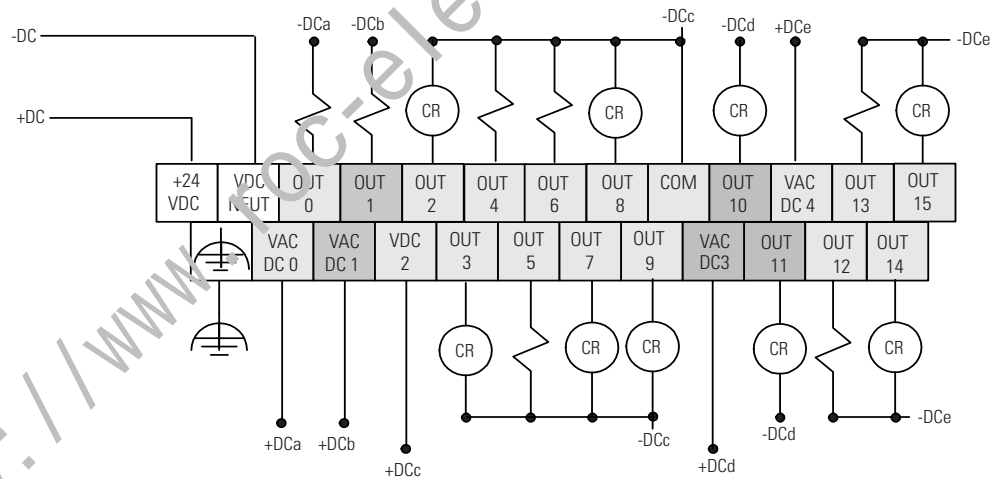 -DCa -DCb -DCc -DCd +DCe
-DC -DCe
+DC CR CR CR CR
+24 VDC OUT OUT OUT OUT OUT OUT COM OUT VAC OUT OUT
VDC NEUT 0 1 2 4 6 8 10 DC 4 13 15
VAC VAC VDC OUT OUT OUT OUT VAC OUT OUT OUT
DC 0 DC 1 2 3 5 7 9 DC3 11 12 14
CR CR CR CR CR
+DCa +DCb -DCc -DCd -DCe
+DCc +DCd
://www.roc-ele